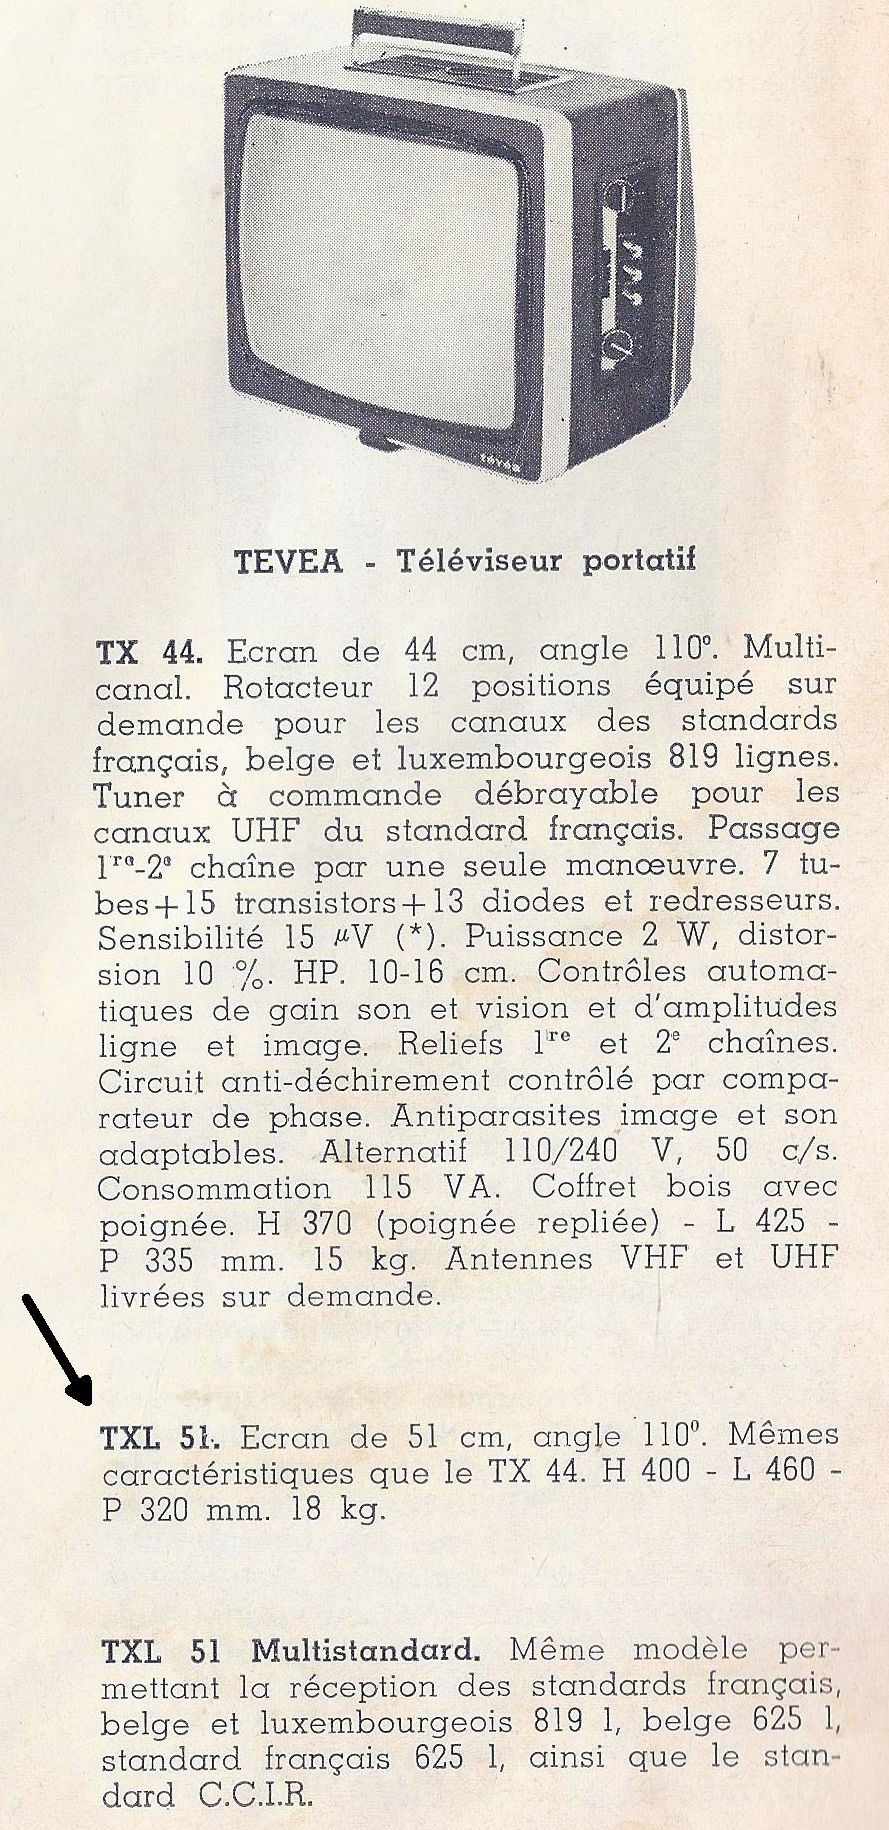 tévéa
TEVEA - Téléviseur portatif
TX 44. Ecran de 44 cm, angle 110°. Multi-
canal. Rotacteur 12 positions équipé sur
demande pour les canaux des standards
français, belge et luxembourgeois 819 lignes.
Tuner à commande débrayable pour les
canaux UHF du standard français. Passage
1re-2e chaîne par une seule manœuvre. 7 tu-
bes+15 transistors+13 diodes et redresseurs.
Sensibilité 15 µV (*). Puissance 2 W, distor-
sion 10 %. HP. 10-16 cm. Contrôles automa-
tiques de gain son et vision et d'amplitudes
ligne et image. Reliefs 1re et 2e chaînes.
Circuit anti-déchirement contrôlé par compa-
rateur de phase. Antiparasites image et son
adaptables. Alternatif 110/240 V, 50 c/s.
Consommation 115 VA. Coffret bois avec
poignée. H 370 (poignée repliée) - L 425 -
P 335 mm. 15 kg. Antennes VHF et UHF
livrées sur demande.
TXL 51. Ecran de 51 cm, angle 110°. Mêmes
caractéristiques que le TX 44. H 400 - L 460 -
P 320 mm. 18 kg.
TXL 51 Multistandard. Même modèle per-
mettant la réception des standards français,
belge et luxembourgeois 819 l, belge 625 l,
standard français 625 l, ainsi que le stan-
dard C.C.I.R.